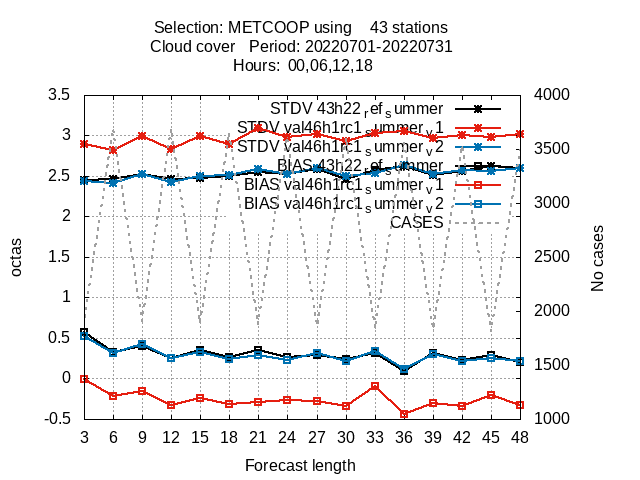 Selection: METCOOP using    43 stations
Cloud cover   Period: 20220701-20220731
Hours:  00,06,12,18
3.5
3
2.5
2
1.5
1
0.5
0
-0.5
octas
STDV 43h22_ref_summer
STDV val46h1rc1_summer_v1
STDV val46h1rc1_summer_v2
BIAS 43h22_ref_summer
BIAS val46h1rc1_summer_v1
BIAS val46h1rc1_summer_v2
CASES
4000
3500
3000
2500
2000
1500
1000
No cases
3 6 9 12 15 18 21 24 27 30 33 36 39 42 45 48
Forecast length